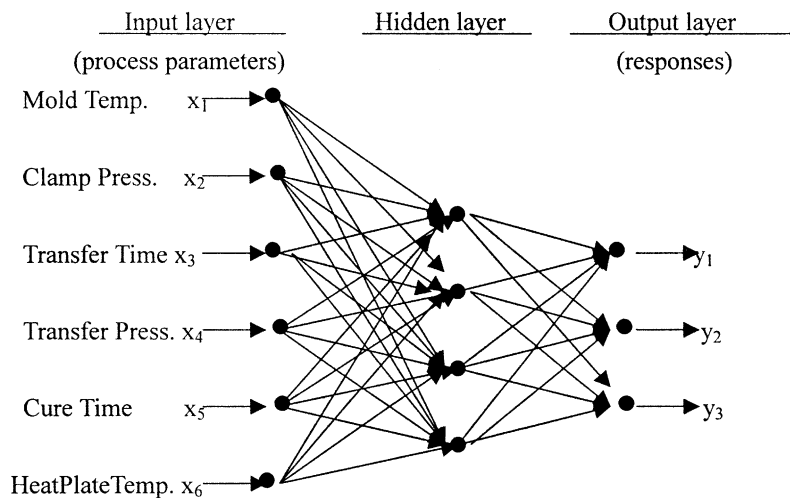 Input layer Hidden layer Output layer
(process parameters) (responses)
Mold Temp. x1
Clamp Press. x2
Transfer Time x3
y1
Transfer Press. x4
y2
Cure Time x5
y3
HeatPlateTemp. x6